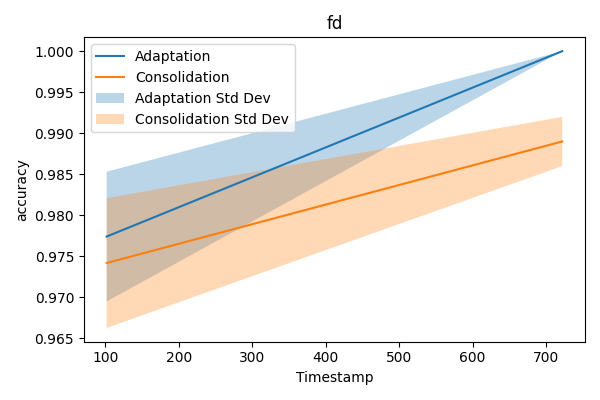 fd
Adaptation
Consolidation
Adaptation Std Dev
Consolidation Std Dev
accuracy
1.000
0.995
0.990
0.985
0.980
0.975
0.970
0.965
100 200 300 400 500 600 700
Timestamp